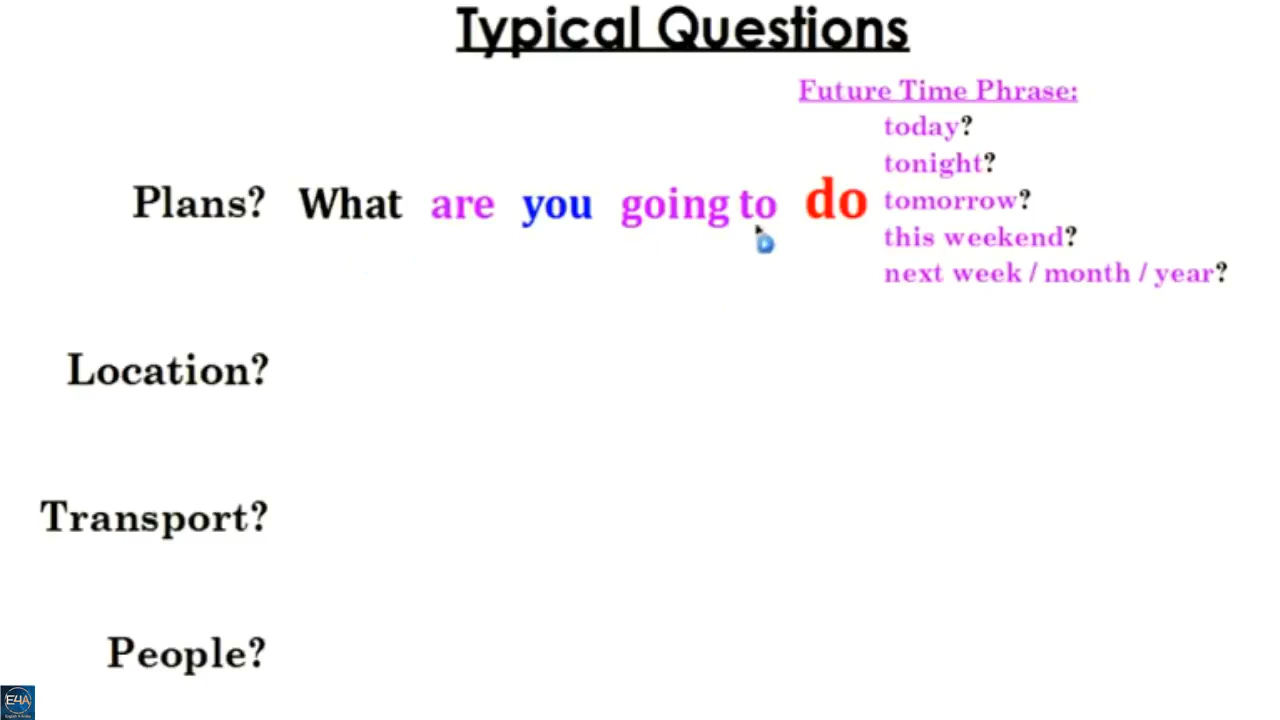 Typical Questions
Future Time Phrase:
today?
tonight?
Plans? What are you going to do
tomorrow?
this weekend?
next week / month / year?
Location?
Transport?
People?
E4A